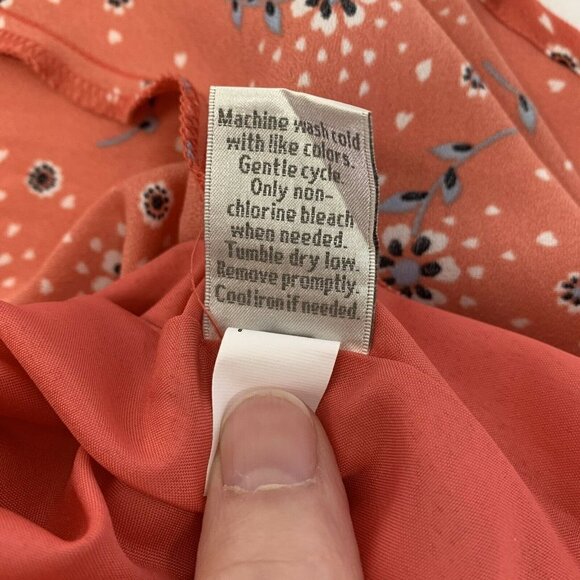 Machine wash cold
with like colors.
Gentle cycle.
Only non-
chlorine bleach
when needed.
Tumble dry low.
Remove promptly.
Cool iron if needed.